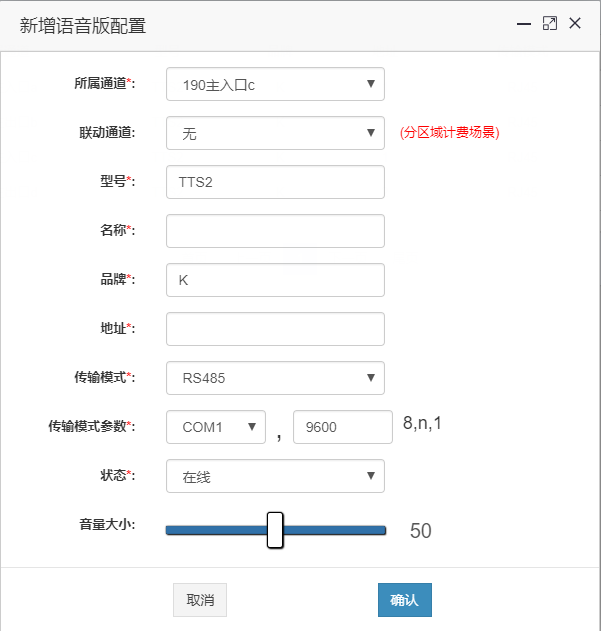 新增语音版配置
所属通道*: 190主入口c
联动通道: 无 (分区域计费场景)
型号*: TTS2
名称*:
品牌*: K
地址*:
传输模式*: RS485
传输模式参数*: COM1 , 9600 8,n,1
状态*: 在线
音量大小: 50
取消 确认